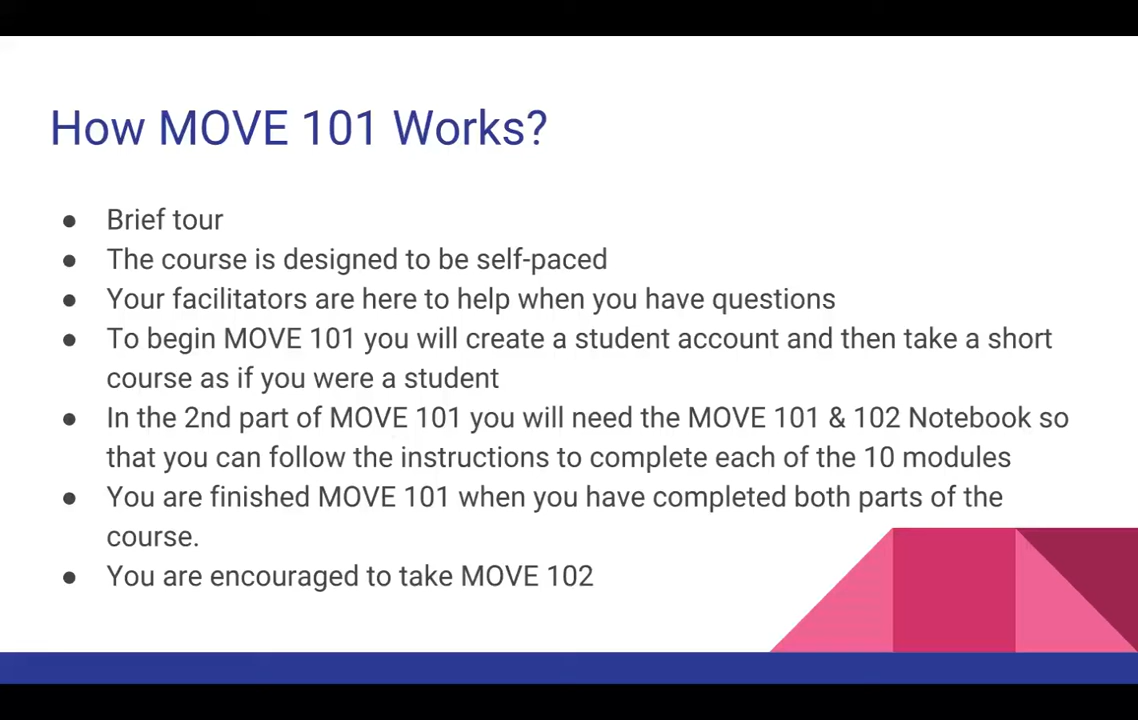 How MOVE 101 Works?
● Brief tour
● The course is designed to be self-paced
● Your facilitators are here to help when you have questions
● To begin MOVE 101 you will create a student account and then take a short
course as if you were a student
● In the 2nd part of MOVE 101 you will need the MOVE 101 & 102 Notebook so
that you can follow the instructions to complete each of the 10 modules
● You are finished MOVE 101 when you have completed both parts of the
course.
● You are encouraged to take MOVE 102